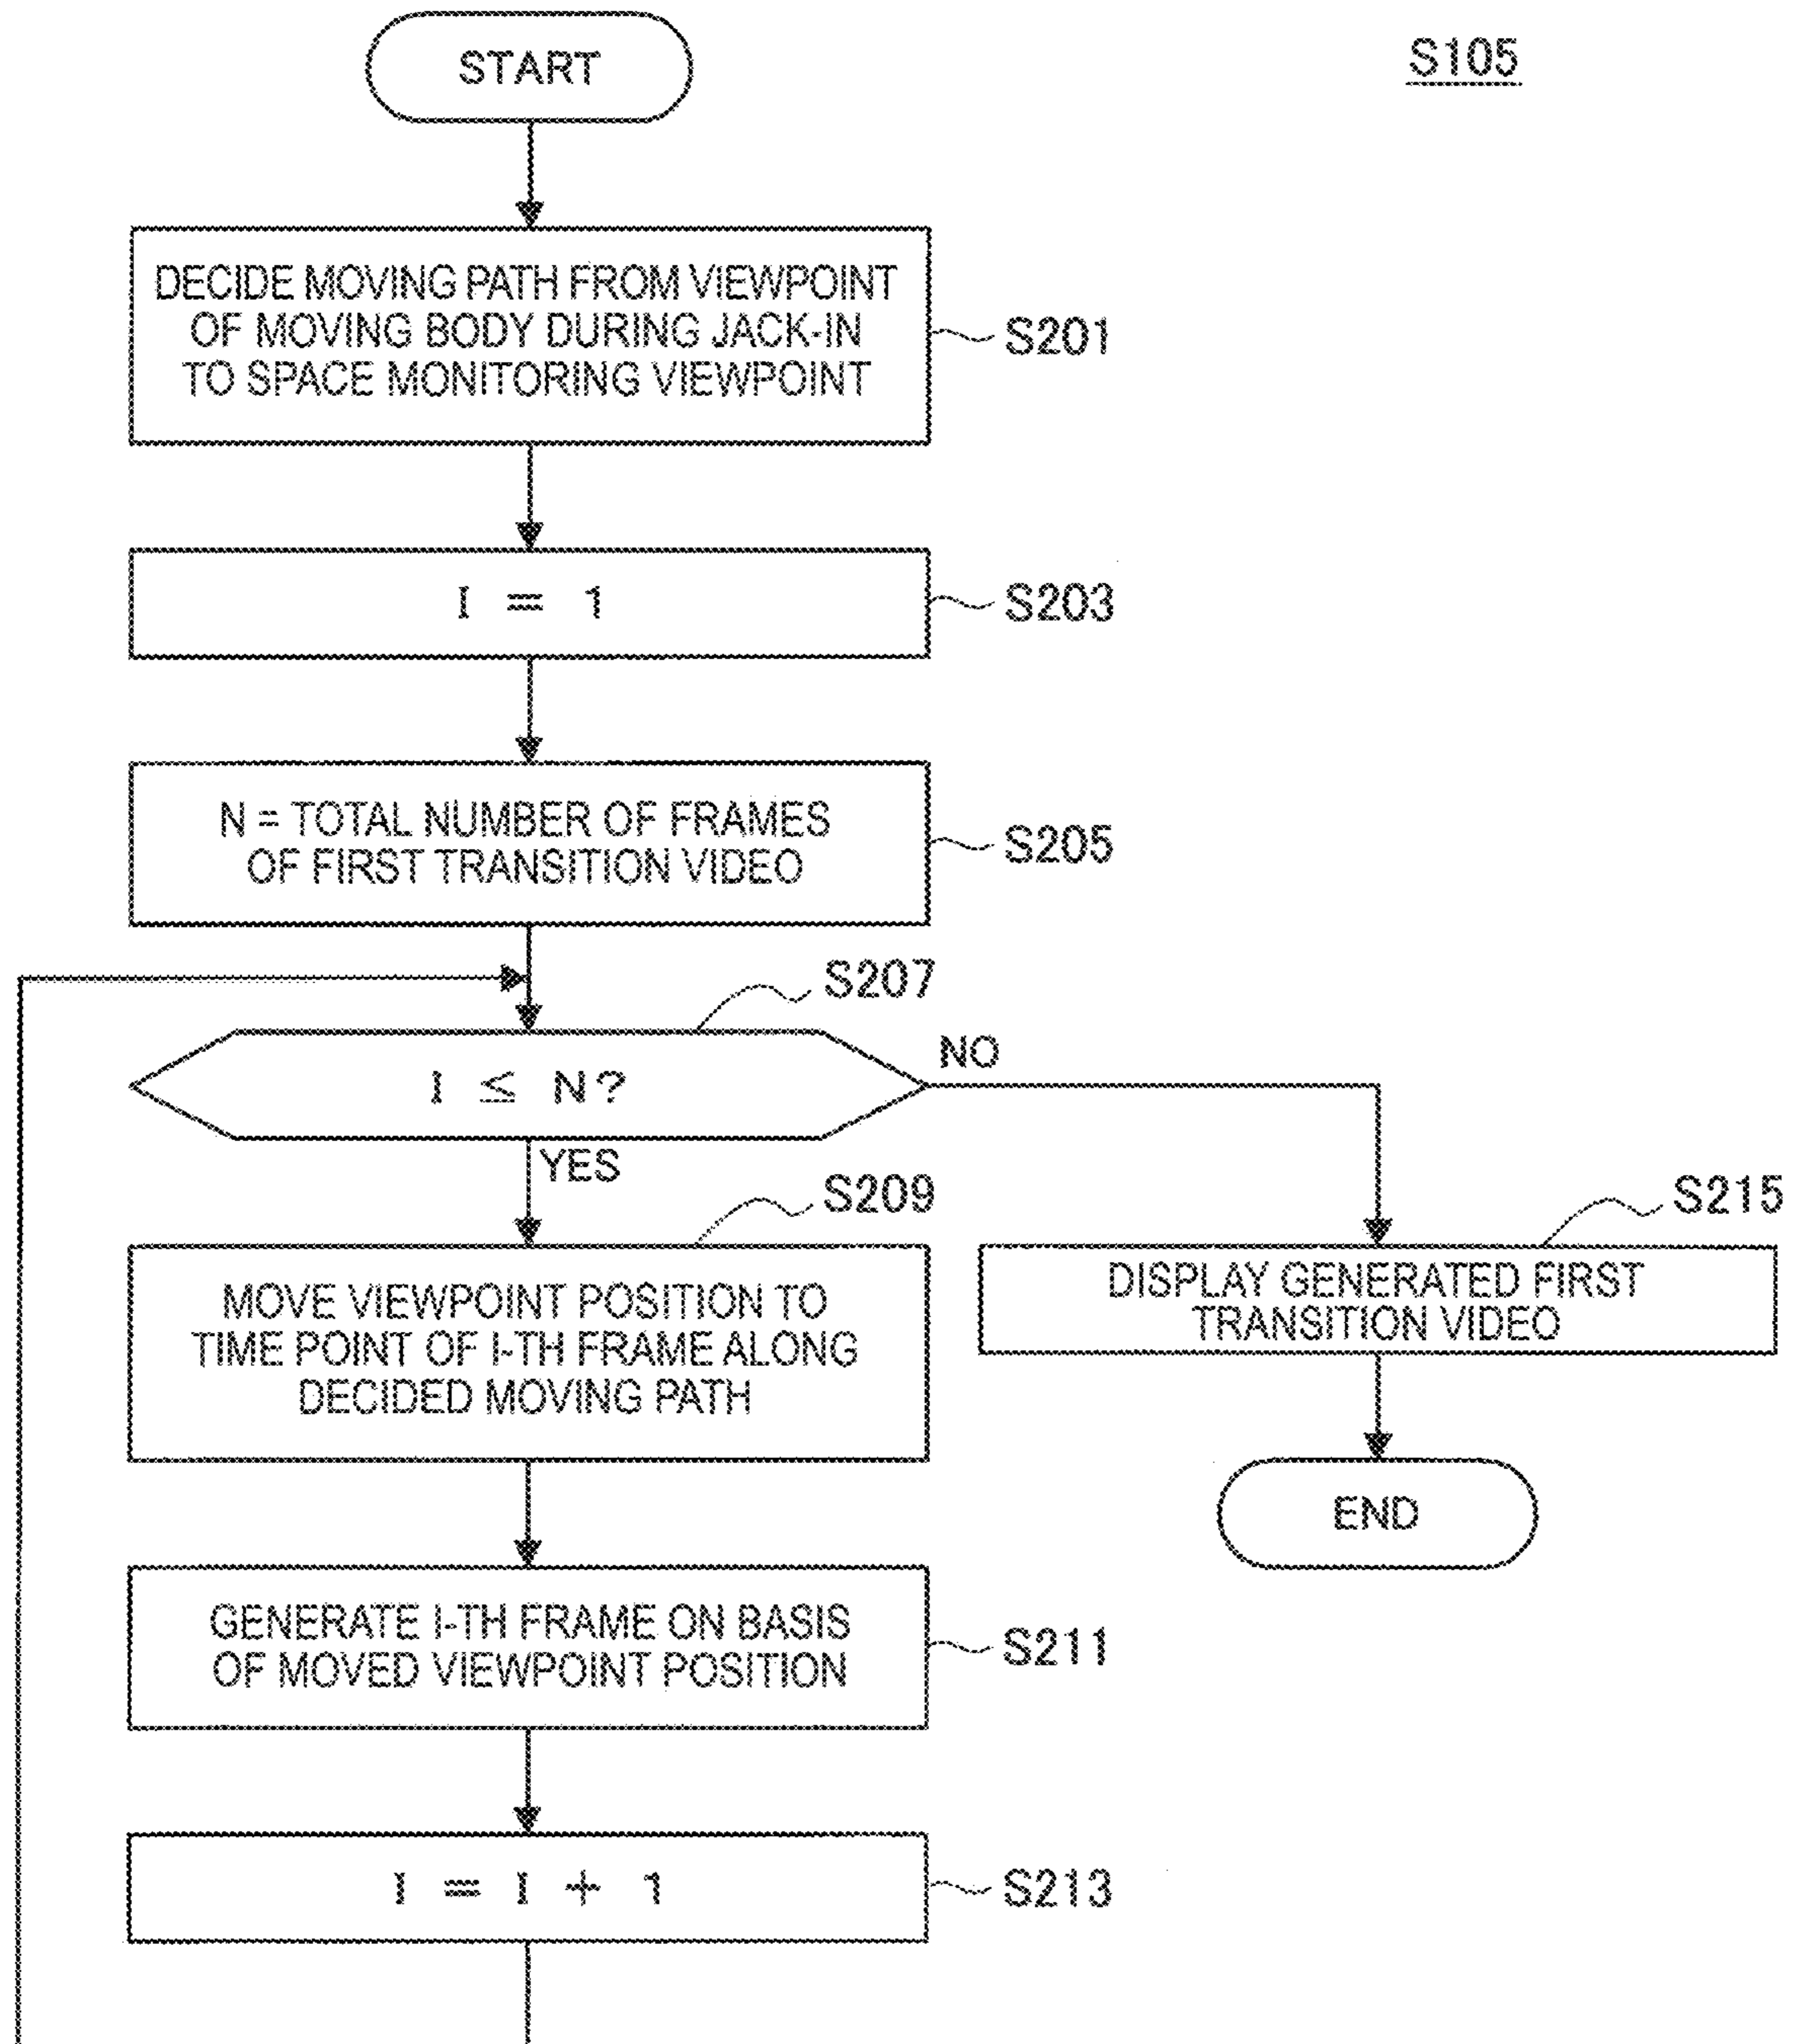 START
S105
DECIDE MOVING PATH FROM VIEWPOINT
OF MOVING BODY DURING JACK-IN
TO SPACE MONITORING VIEWPOINT
S201
I = 1
S203
N = TOTAL NUMBER OF FRAMES
OF FIRST TRANSITION VIDEO
S205
S207
I ≤ N?
NO
YES
S209
MOVE VIEWPOINT POSITION TO
TIME POINT OF I-TH FRAME ALONG
DECIDED MOVING PATH
S215
DISPLAY GENERATED FIRST
TRANSITION VIDEO
END
GENERATE I-TH FRAME ON BASIS
OF MOVED VIEWPOINT POSITION
S211
I = I + 1
S213